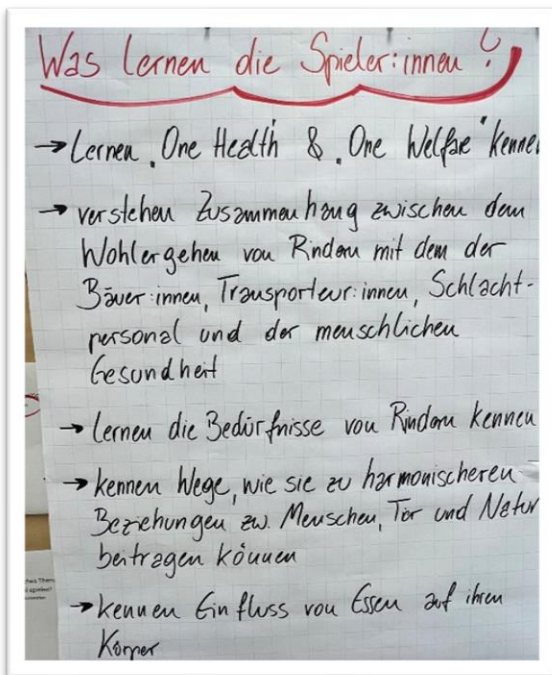 Was lernen die Spieler:innen?
→ Lernen „One Health & „One Welfare" kennen
→ verstehen Zusammenhang zwischen dem
Wohlergehen von Rindern mit dem der
Bäuer:innen, Transporteur:innen, Schlacht-
personal und der menschlichen
Gesundheit
→ lernen die Bedürfnisse von Rindern kennen
→ kennen Wege, wie sie zu harmonischeren
Beziehungen zw. Menschen, Tier und Natur
beitragen können
→ kennen Einfluss von Essen auf ihren
Körper